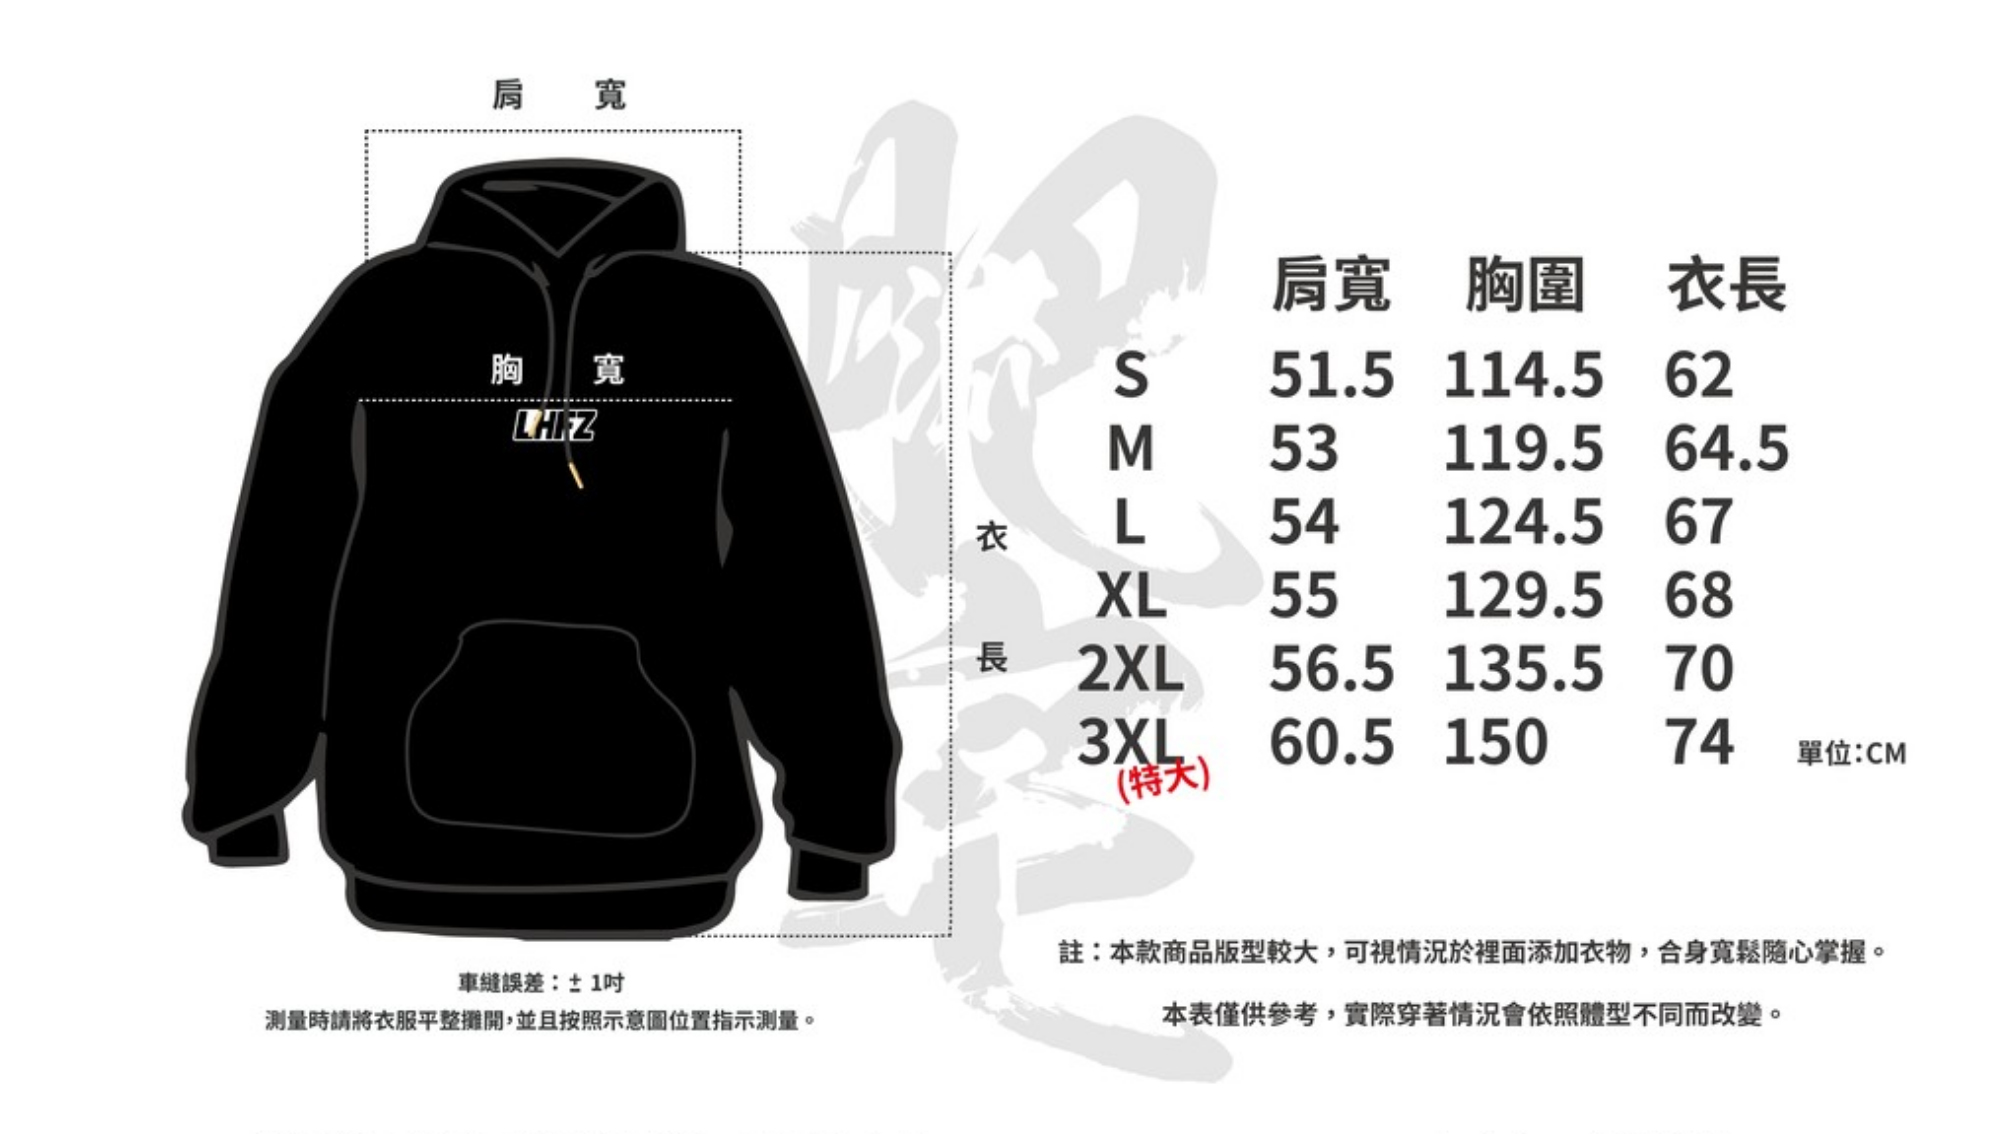 肩寬
胸寬
LHFZ
衣長
車縫誤差：± 1吋
測量時請將衣服平整攤開，並且按照示意圖位置指示測量。
肩寬 胸圍 衣長
S 51.5 114.5 62
M 53 119.5 64.5
L 54 124.5 67
XL 55 129.5 68
2XL 56.5 135.5 70
3XL 60.5 150 74 單位：CM
(特大)
註：本款商品版型較大，可視情況於裡面添加衣物，合身寬鬆隨心掌握。
本表僅供參考，實際穿著情況會依照體型不同而改變。